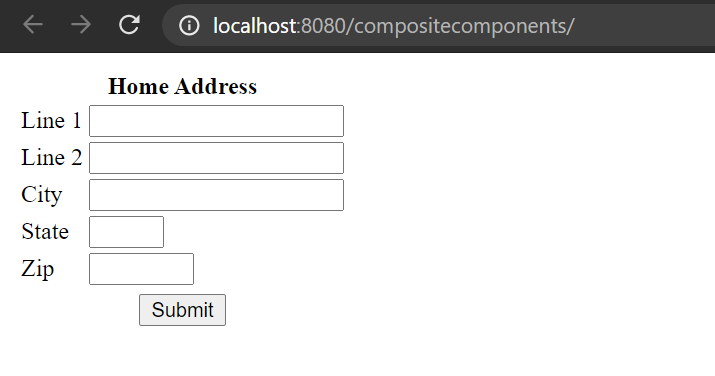 localhost:8080/compositecomponents/
Home Address
Line 1
Line 2
City
State
Zip
Submit